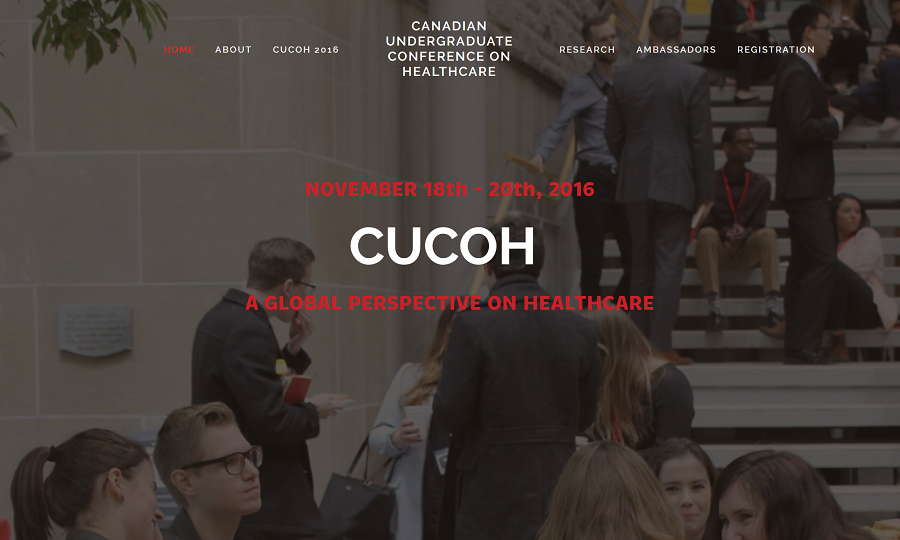 CANADIAN
UNDERGRADUATE
CONFERENCE ON
HEALTHCARE
HOME ABOUT CUCOH 2016 RESEARCH AMBASSADORS REGISTRATION
NOVEMBER 18th - 20th, 2016
CUCOH
A GLOBAL PERSPECTIVE ON HEALTHCARE